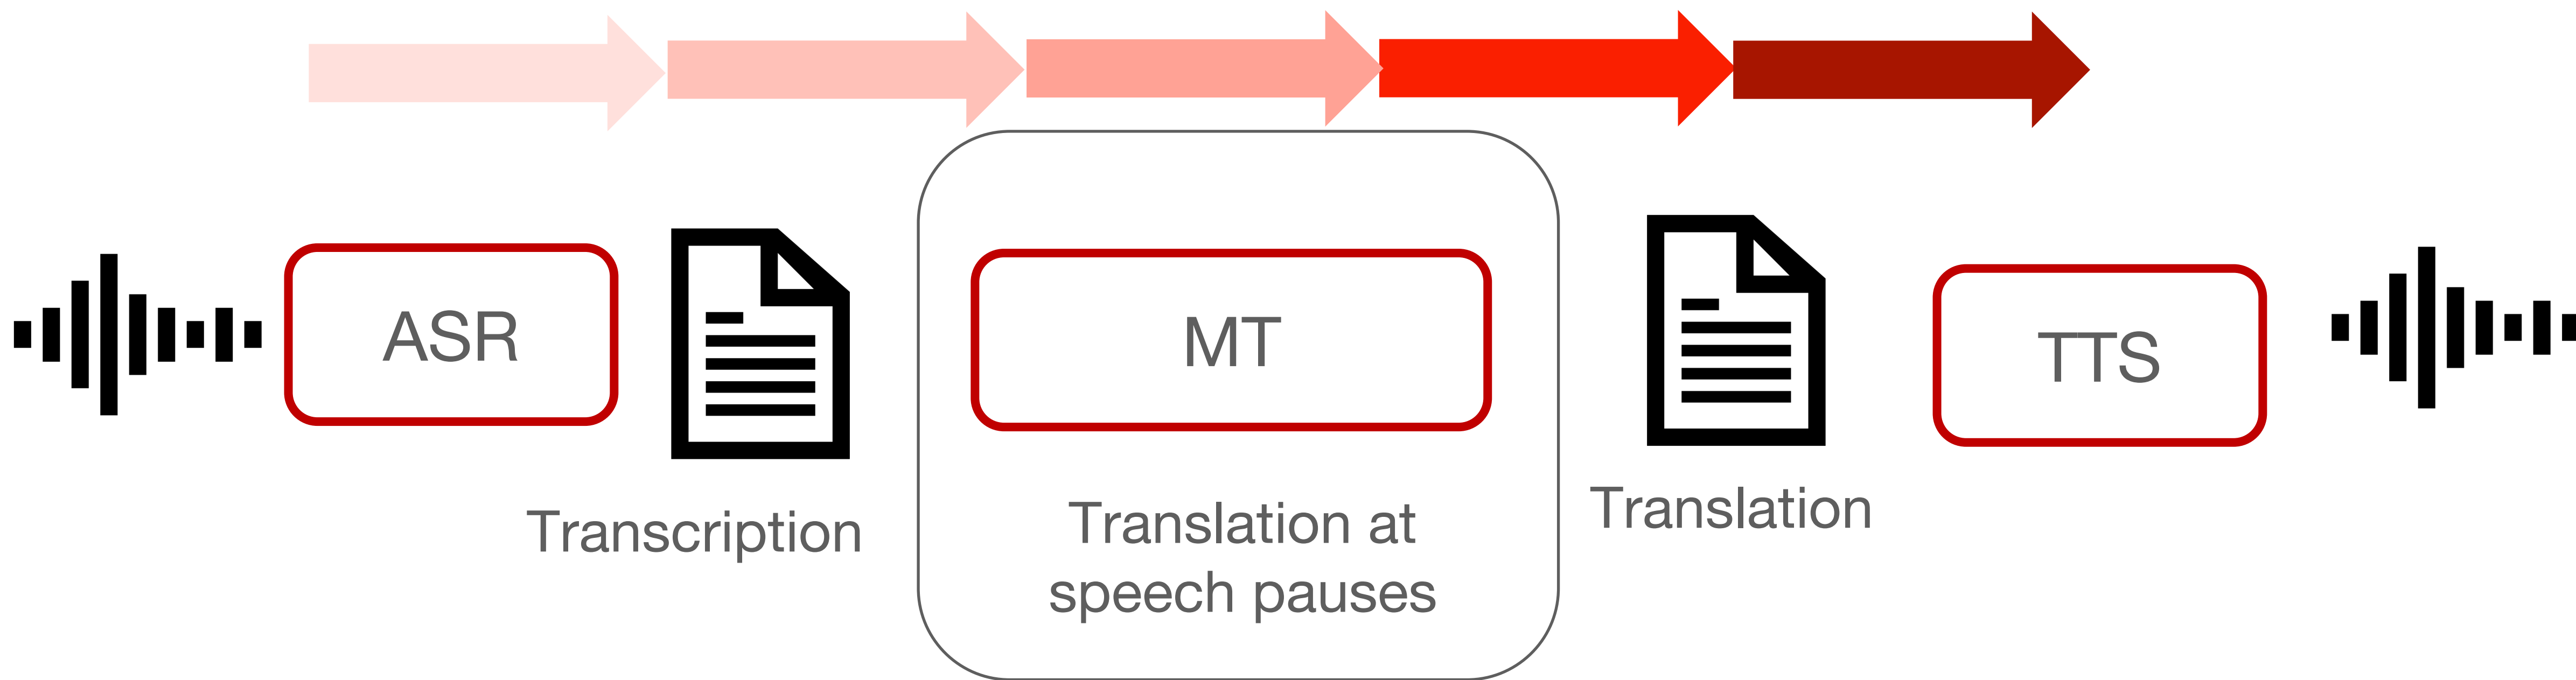 ASR
Transcription
MT
Translation at
speech pauses
Translation
TTS